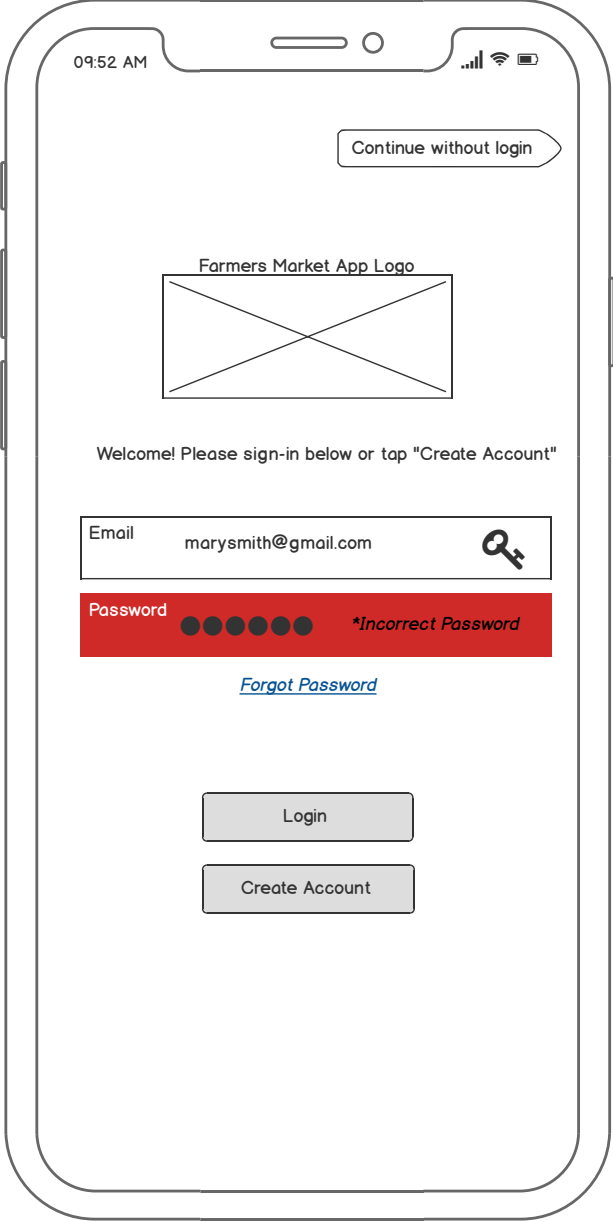 09:52 AM
Continue without login
Farmers Market App Logo
Welcome! Please sign-in below or tap "Create Account"
Email
marysmith@gmail.com
Password
*Incorrect Password
Forgot Password
Login
Create Account